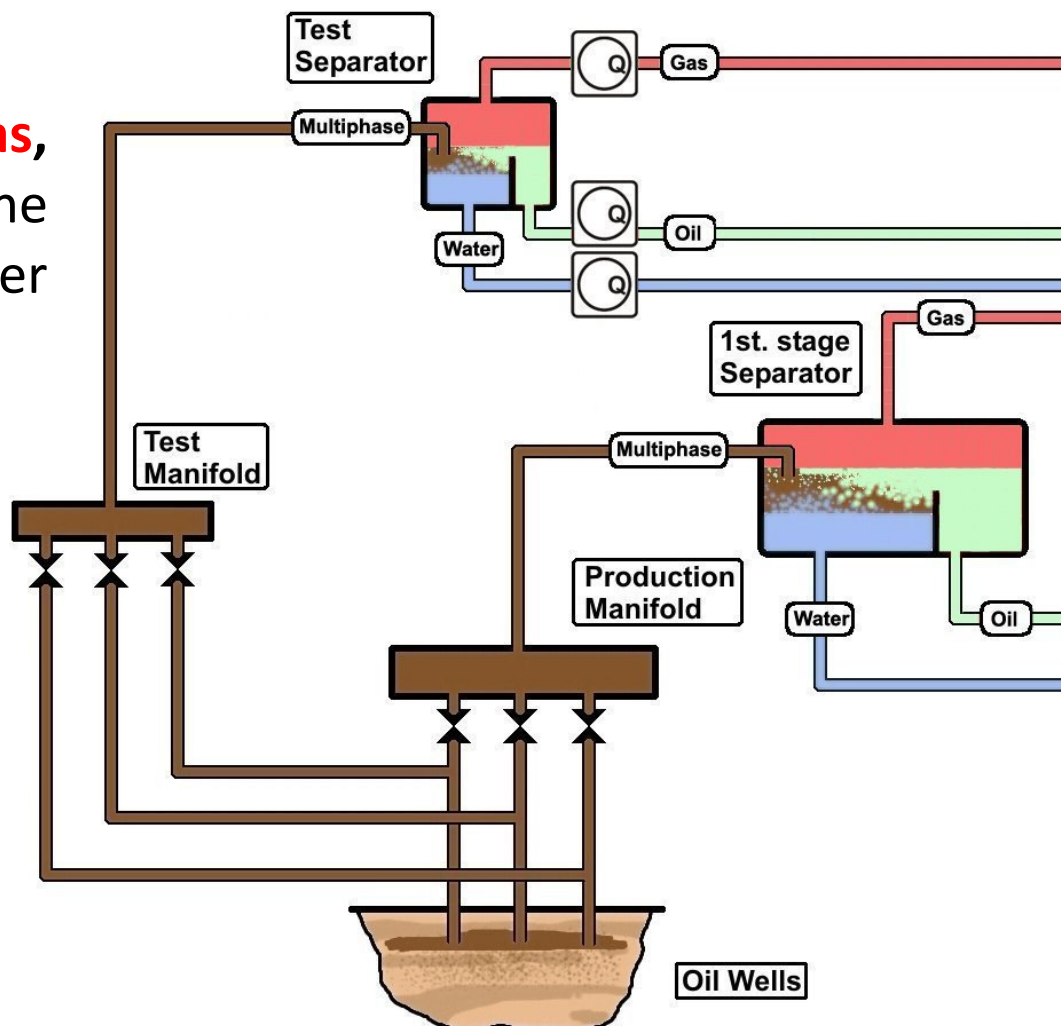 Test
Separator
Q
Gas
Multiphase
ns,
ne
er
Q
Oil
Water
Q
Gas
1st. stage
Separator
Test
Manifold
Multiphase
Production
Manifold
Water
Oil
Oil Wells